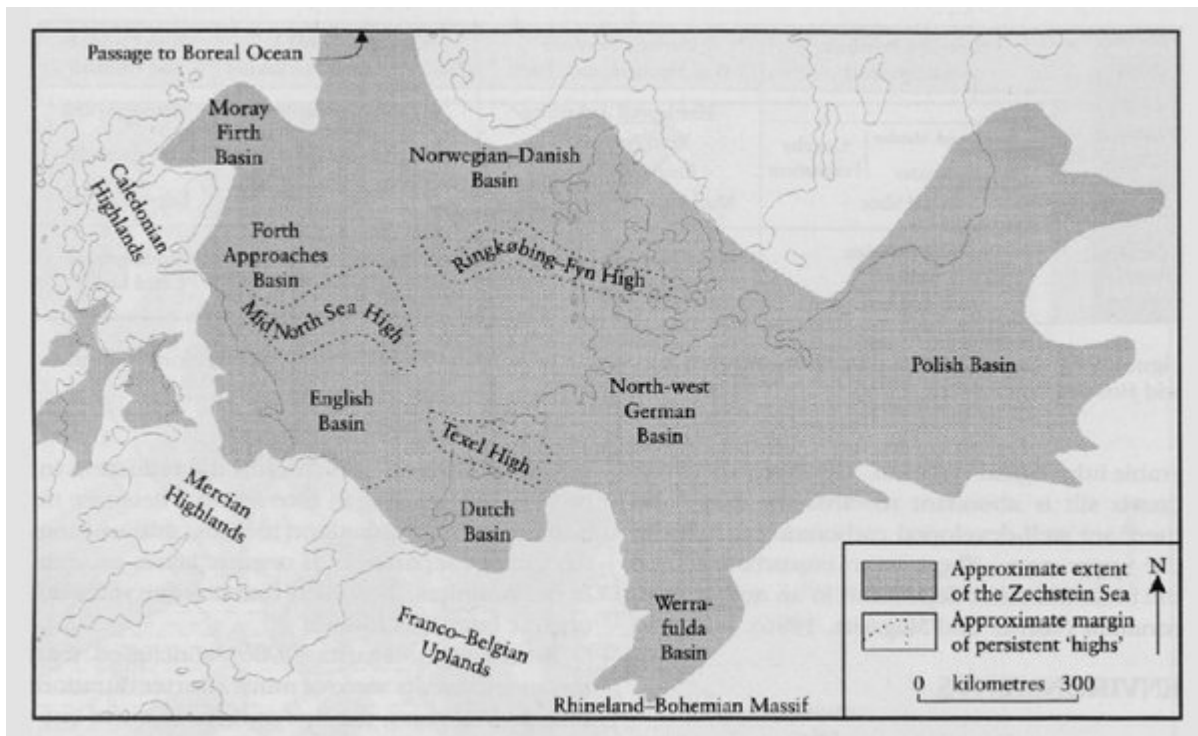 Passage to Boreal Ocean
Moray
Firth
Basin
Norwegian–Danish
Basin
Caledonian
Highlands
Forth
Approaches
Basin
Ringkøbing–Fyn High
Mid North Sea High
Polish Basin
North-west
German
Basin
English
Basin
Texel High
Mercian
Highlands
Dutch
Basin
Werra-
fulda
Basin
Franco–Belgian
Uplands
Rhineland–Bohemian Massif
Approximate extent
of the Zechstein Sea
Approximate margin
of persistent 'highs'
N
0 kilometres 300